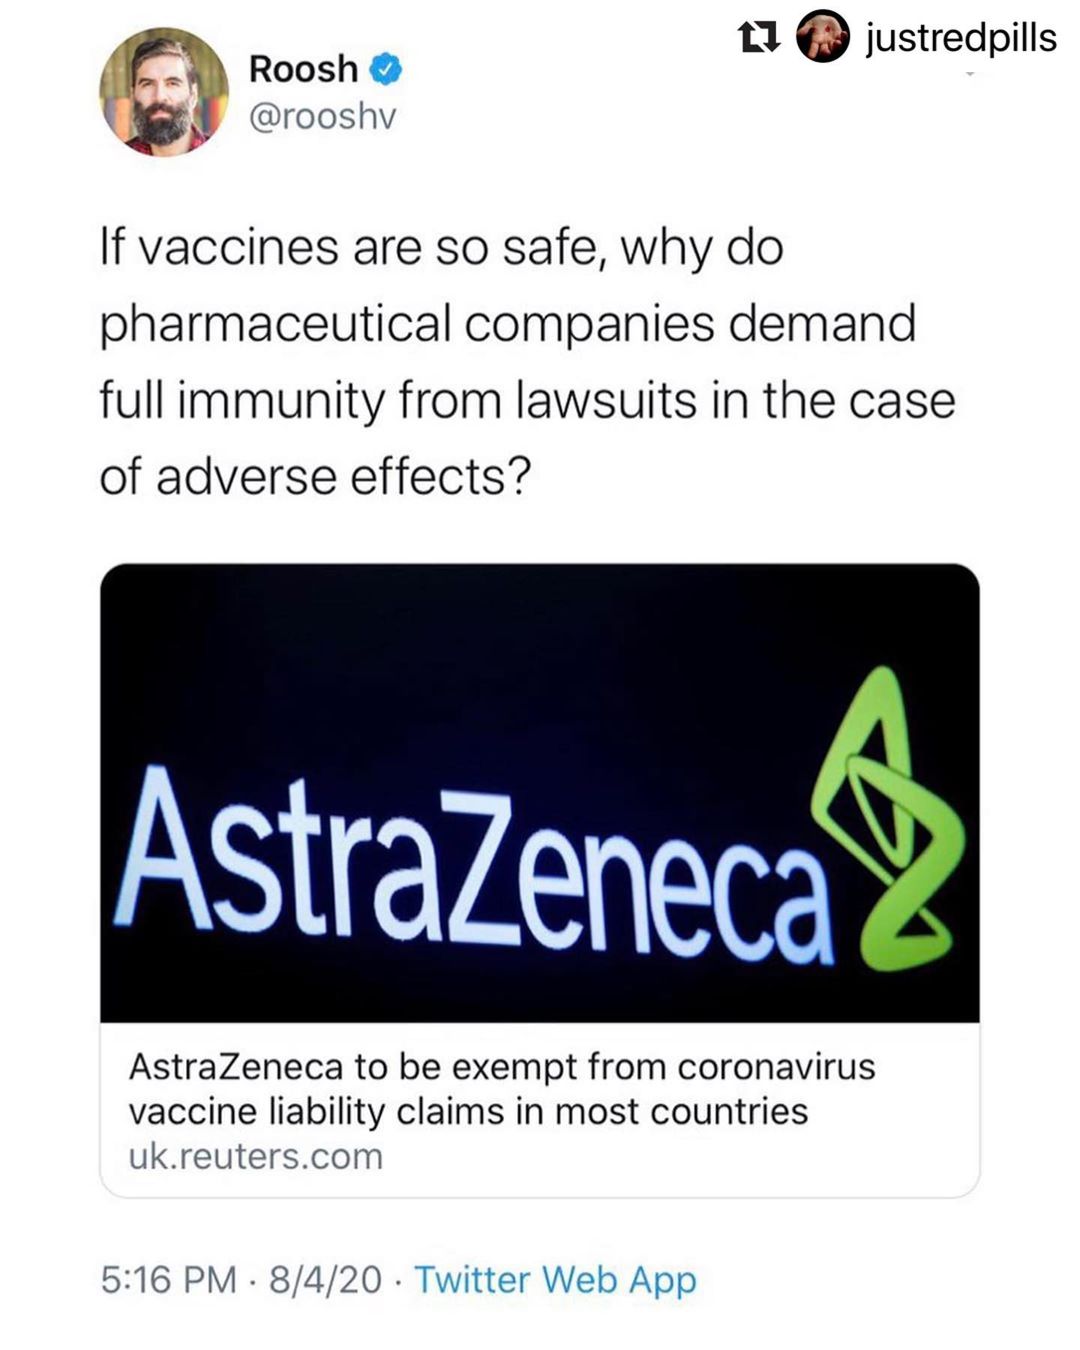 justredpills
Roosh
@rooshv
If vaccines are so safe, why do
pharmaceutical companies demand
full immunity from lawsuits in the case
of adverse effects?
AstraZeneca
AstraZeneca to be exempt from coronavirus
vaccine liability claims in most countries
uk.reuters.com
5:16 PM · 8/4/20 · Twitter Web App